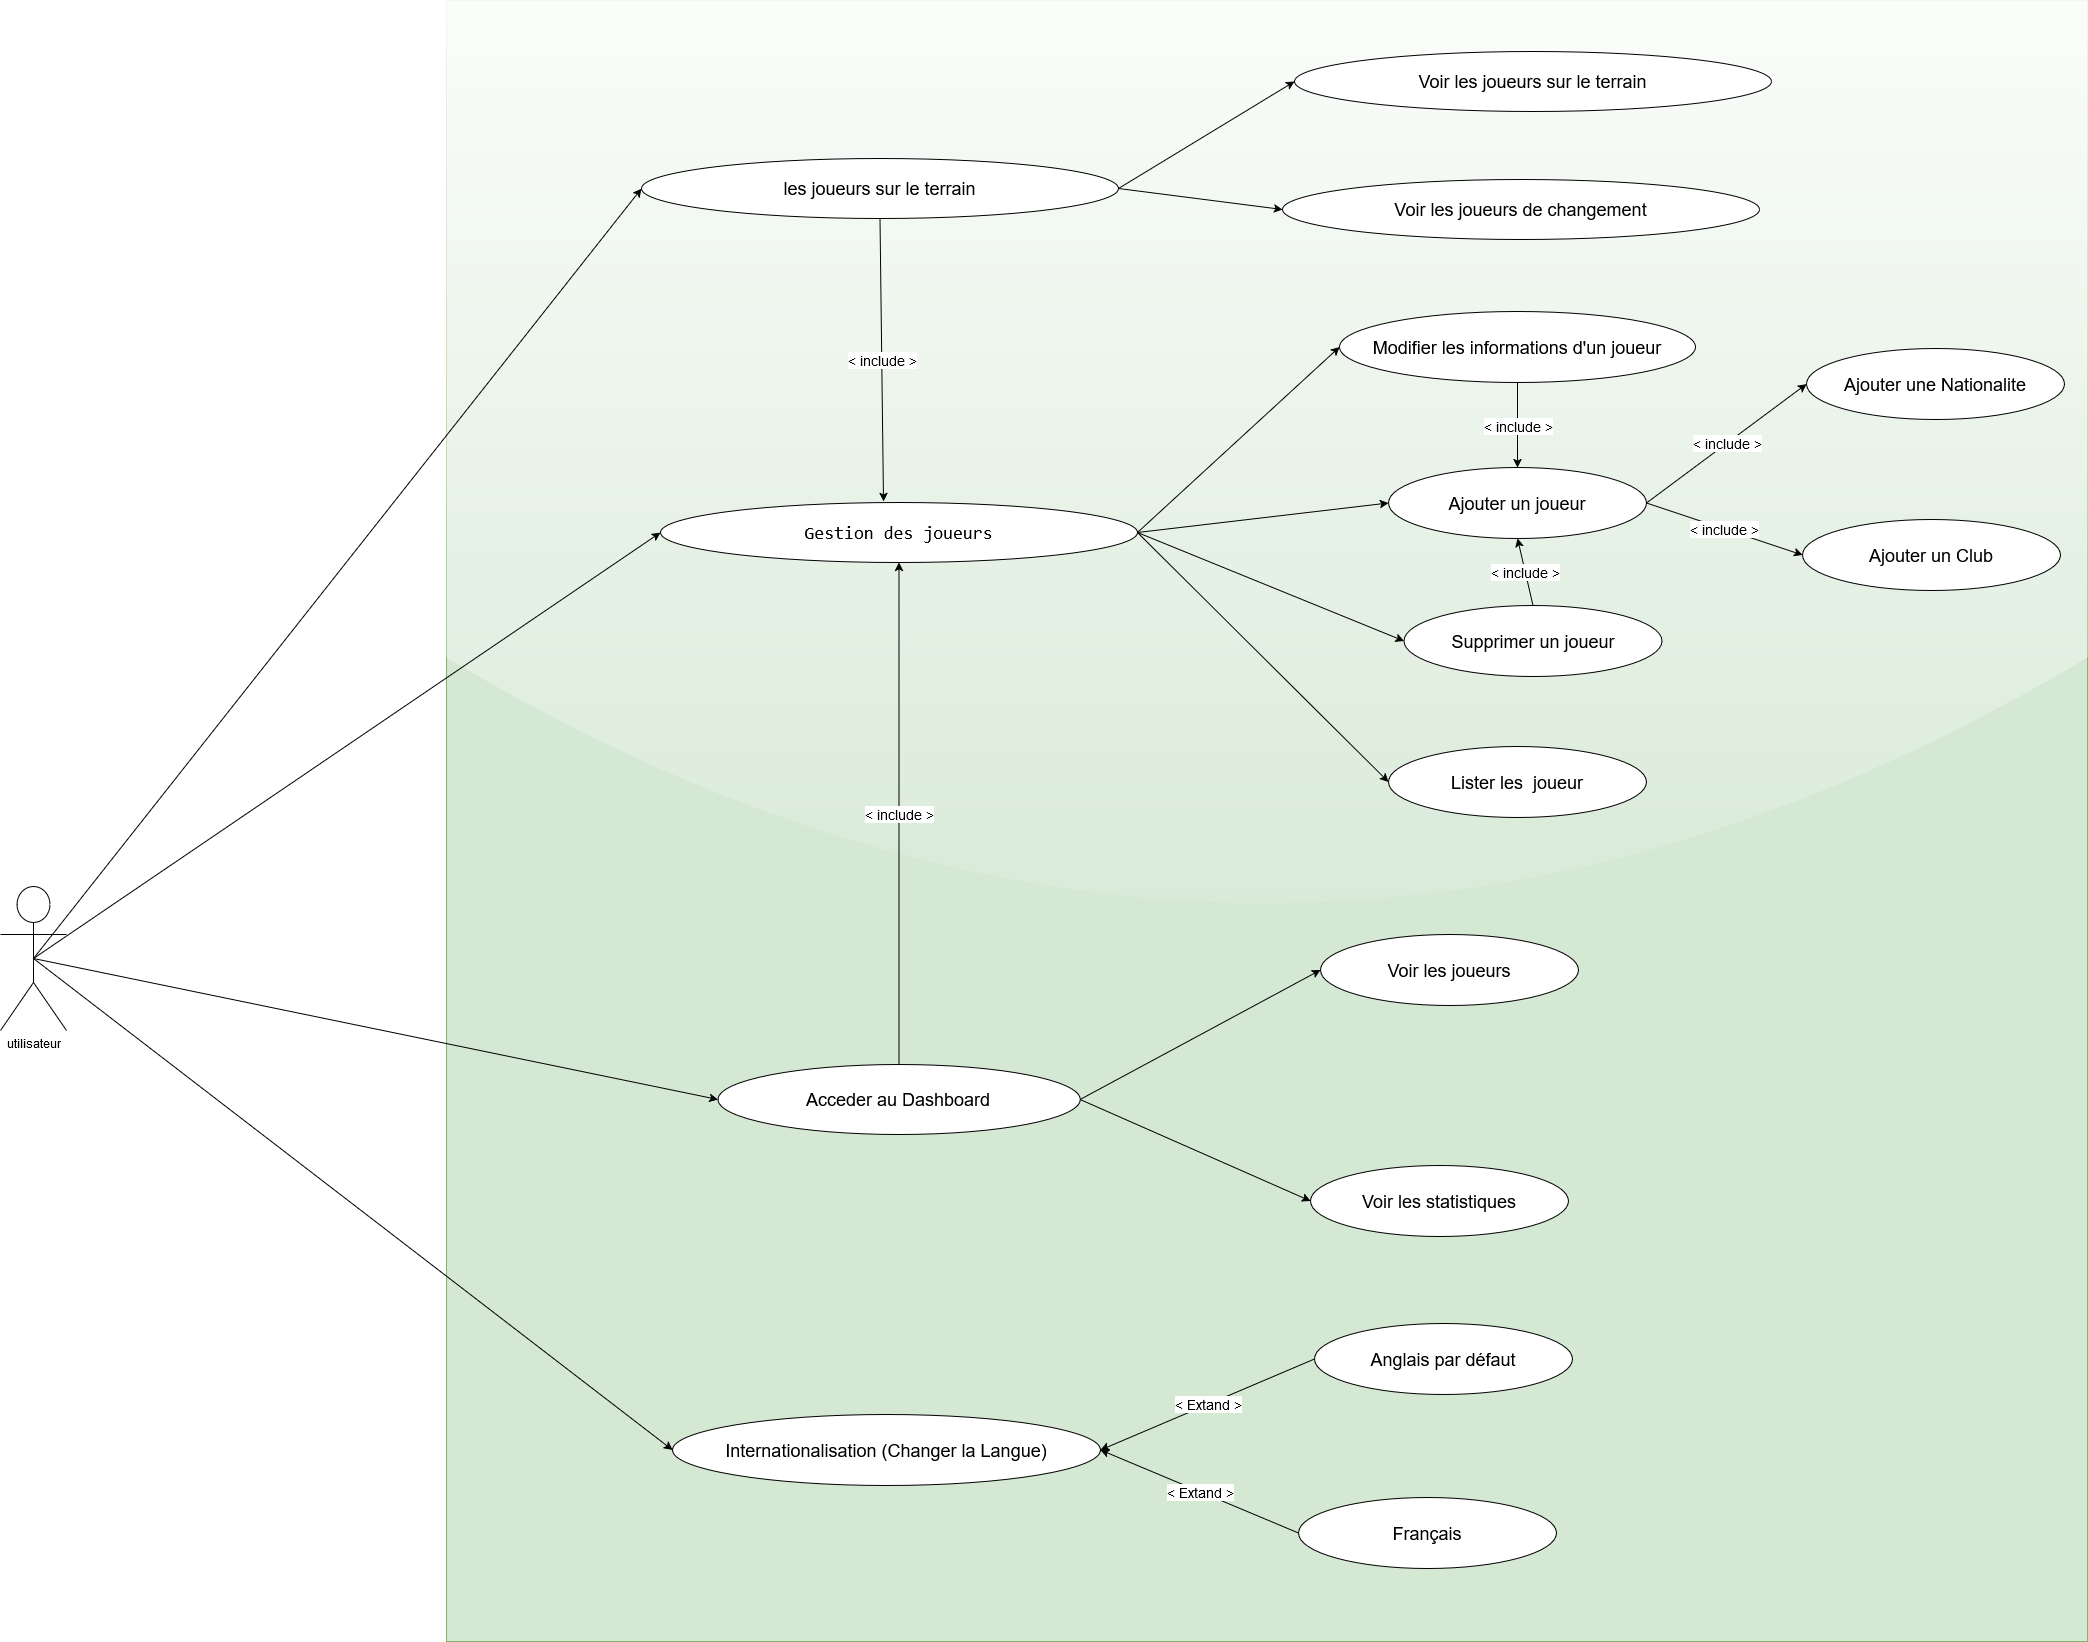 Voir les joueurs sur le terrain
les joueurs sur le terrain
Voir les joueurs de changement
< include >
Modifier les informations d'un joueur
Ajouter une Nationalite
< include >
< include >
Ajouter un joueur
Gestion des joueurs
< include >
Ajouter un Club
< include >
Supprimer un joueur
Lister les  joueur
< include >
Voir les joueurs
utilisateur
Acceder au Dashboard
Voir les statistiques
Anglais par défaut
< Extand >
Internationalisation (Changer la Langue)
< Extand >
Français